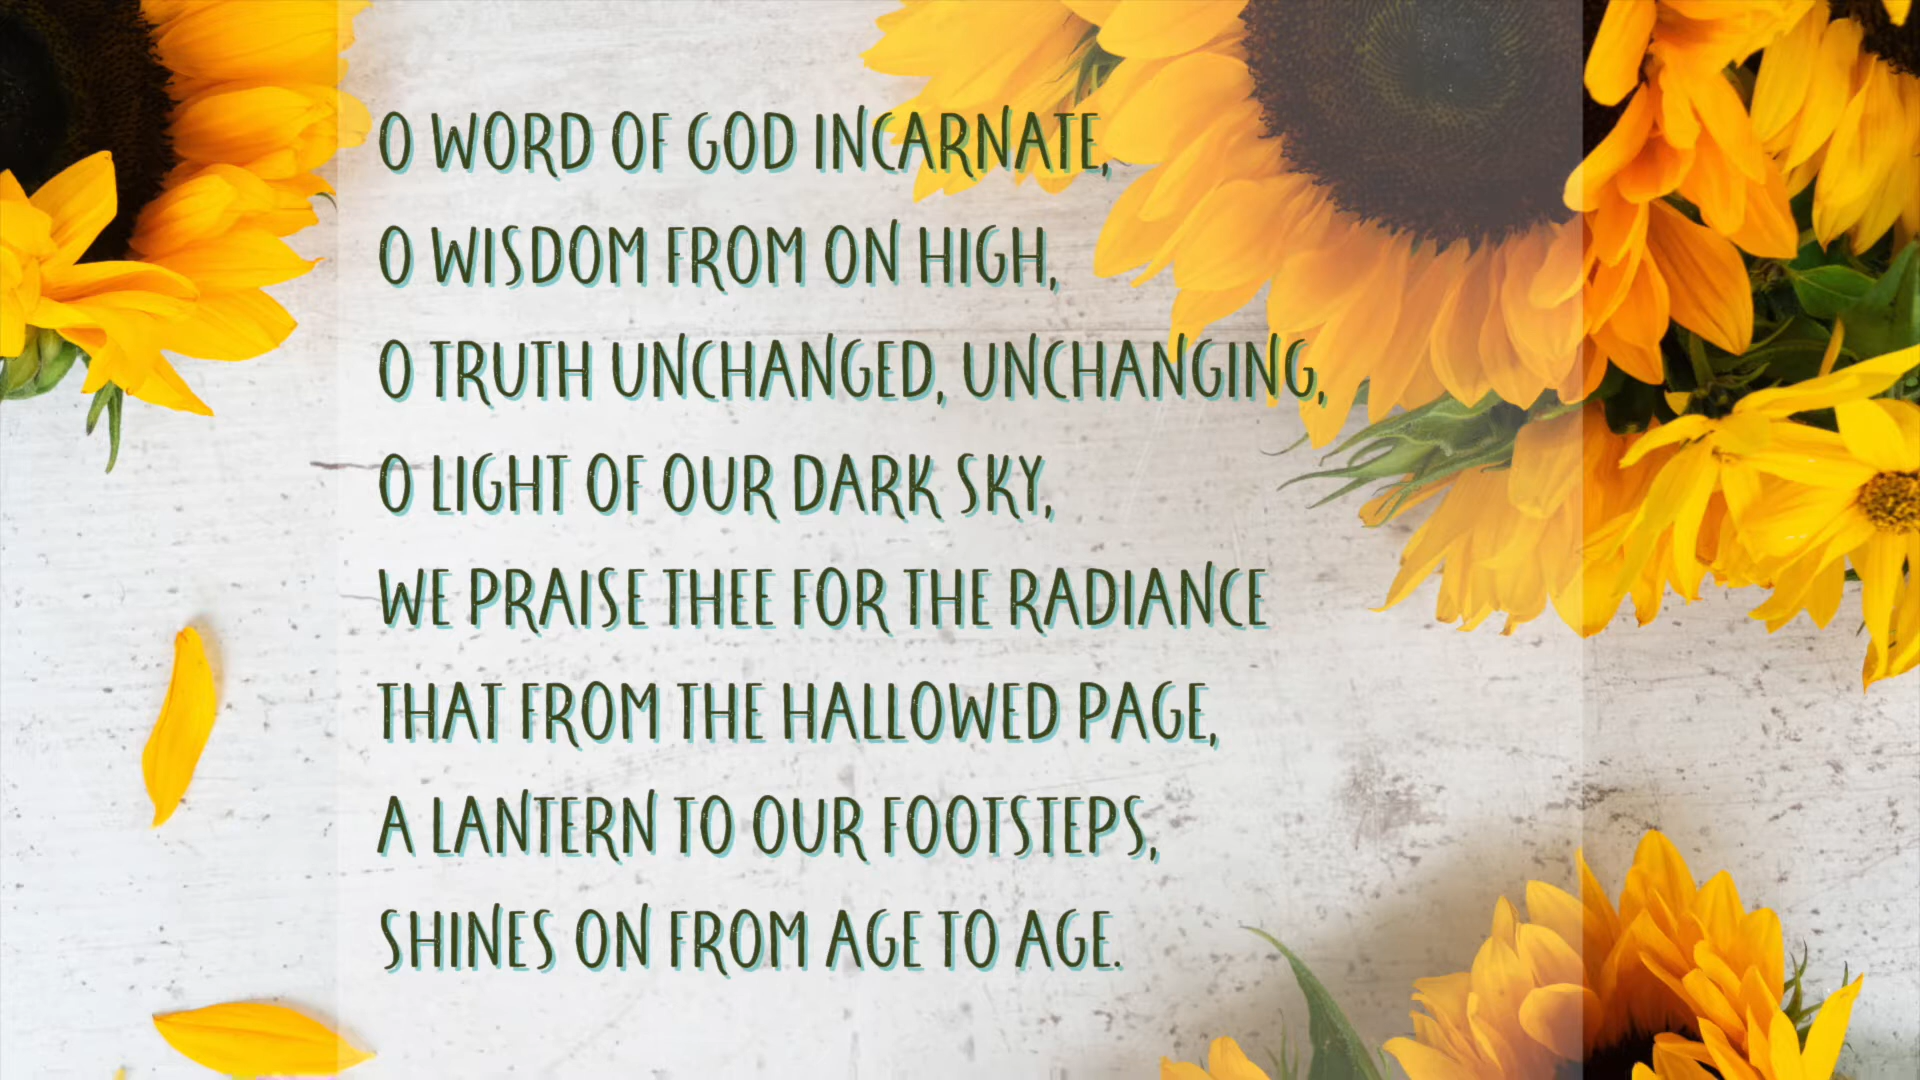 O WORD OF GOD INCARNATE,
O WISDOM FROM ON HIGH,
O TRUTH UNCHANGED, UNCHANGING,
O LIGHT OF OUR DARK SKY,
WE PRAISE THEE FOR THE RADIANCE
THAT FROM THE HALLOWED PAGE,
A LANTERN TO OUR FOOTSTEPS,
SHINES ON FROM AGE TO AGE.